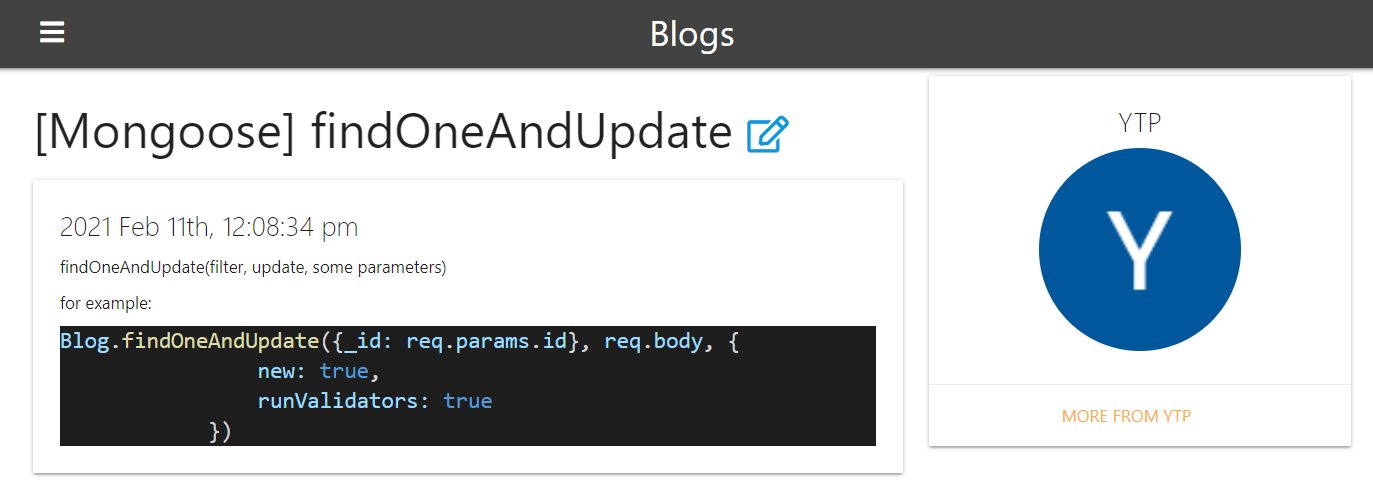 Blogs
[Mongoose] findOneAndUpdate
2021 Feb 11th, 12:08:34 pm
findOneAndUpdate(filter, update, some parameters)
for example:
Blog.findOneAndUpdate({_id: req.params.id}, req.body, {
new: true,
runValidators: true
})
YTP
Y
MORE FROM YTP